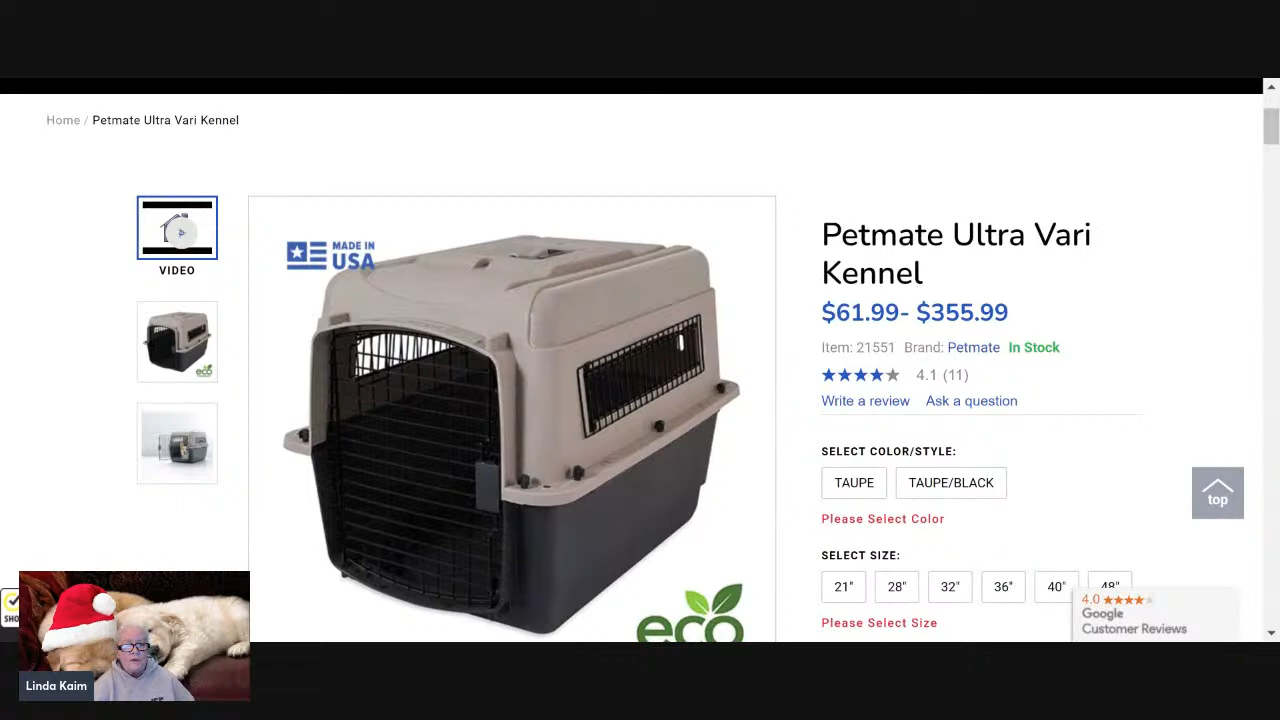 Home / Petmate Ultra Vari Kennel
VIDEO
eco
MADE IN
USA
eco
Petmate Ultra Vari
Kennel
$61.99- $355.99
Item: 21551 Brand: Petmate In Stock
4.1 (11)
Write a review Ask a question
SELECT COLOR/STYLE:
TAUPE TAUPE/BLACK
Please Select Color
SELECT SIZE:
21" 28" 32" 36" 40" 48"
Please Select Size
top
4.0
Google
Customer Reviews
SHO
Linda Kaim